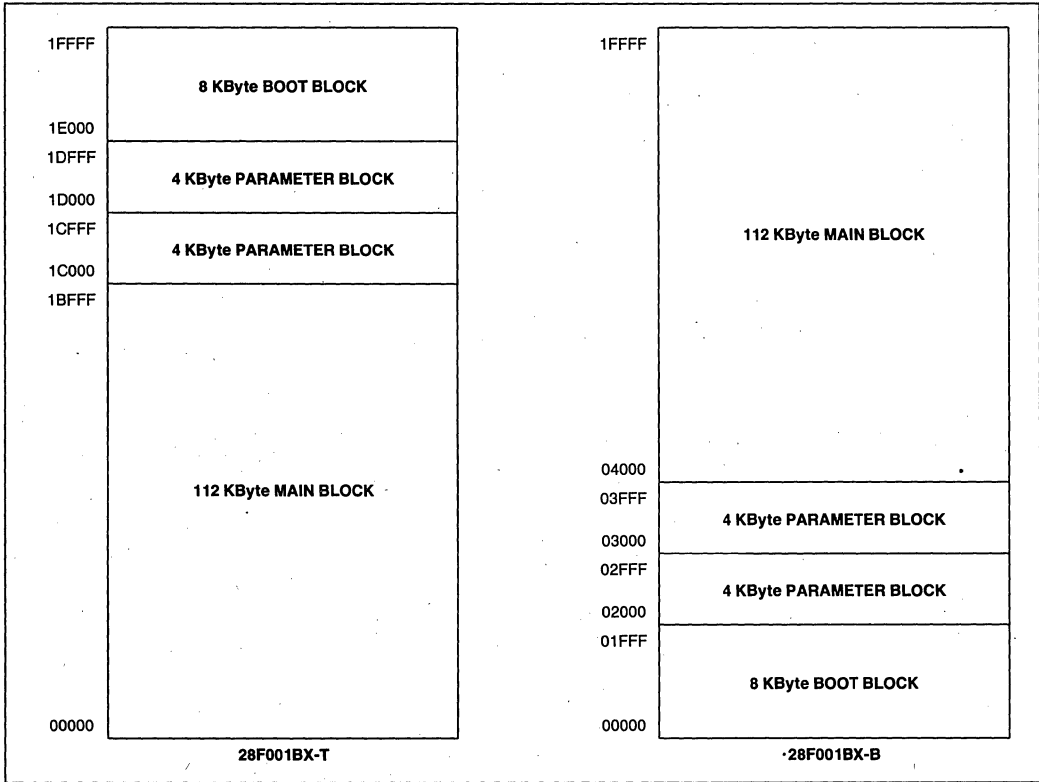 1FFFF
8 KByte BOOT BLOCK
1E000
1DFFF
4 KByte PARAMETER BLOCK
1D000
1CFFF
4 KByte PARAMETER BLOCK
1C000
1BFFF
112 KByte MAIN BLOCK
00000
28F001BX-T
1FFFF
112 KByte MAIN BLOCK
04000
03FFF
4 KByte PARAMETER BLOCK
03000
02FFF
4 KByte PARAMETER BLOCK
02000
01FFF
8 KByte BOOT BLOCK
00000
28F001BX-B